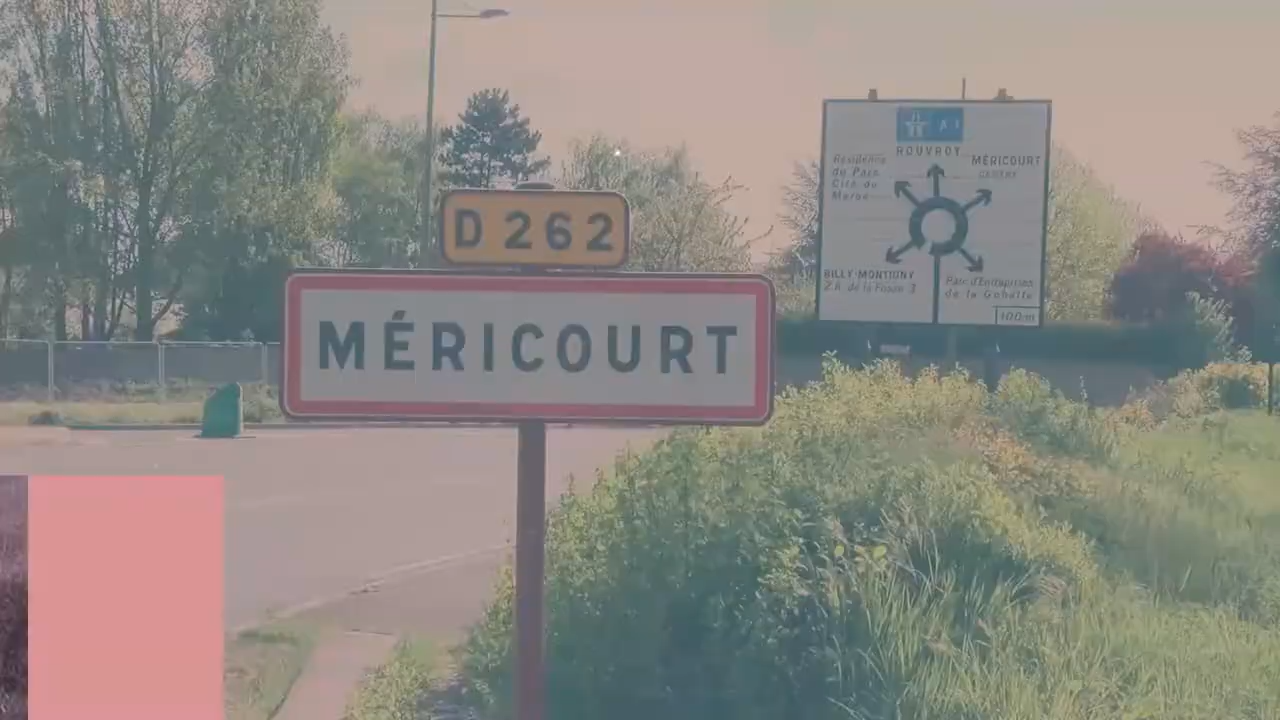 D 262
MÉRICOURT
A1
ROUVROY
Résidence
du Parc
Cité du
Maroc
MÉRICOURT
CENTRE
BILLY-MONTIGNY
Z.A. de la Fosse 3
Parc d'Entreprises
de la Gohelle
100m